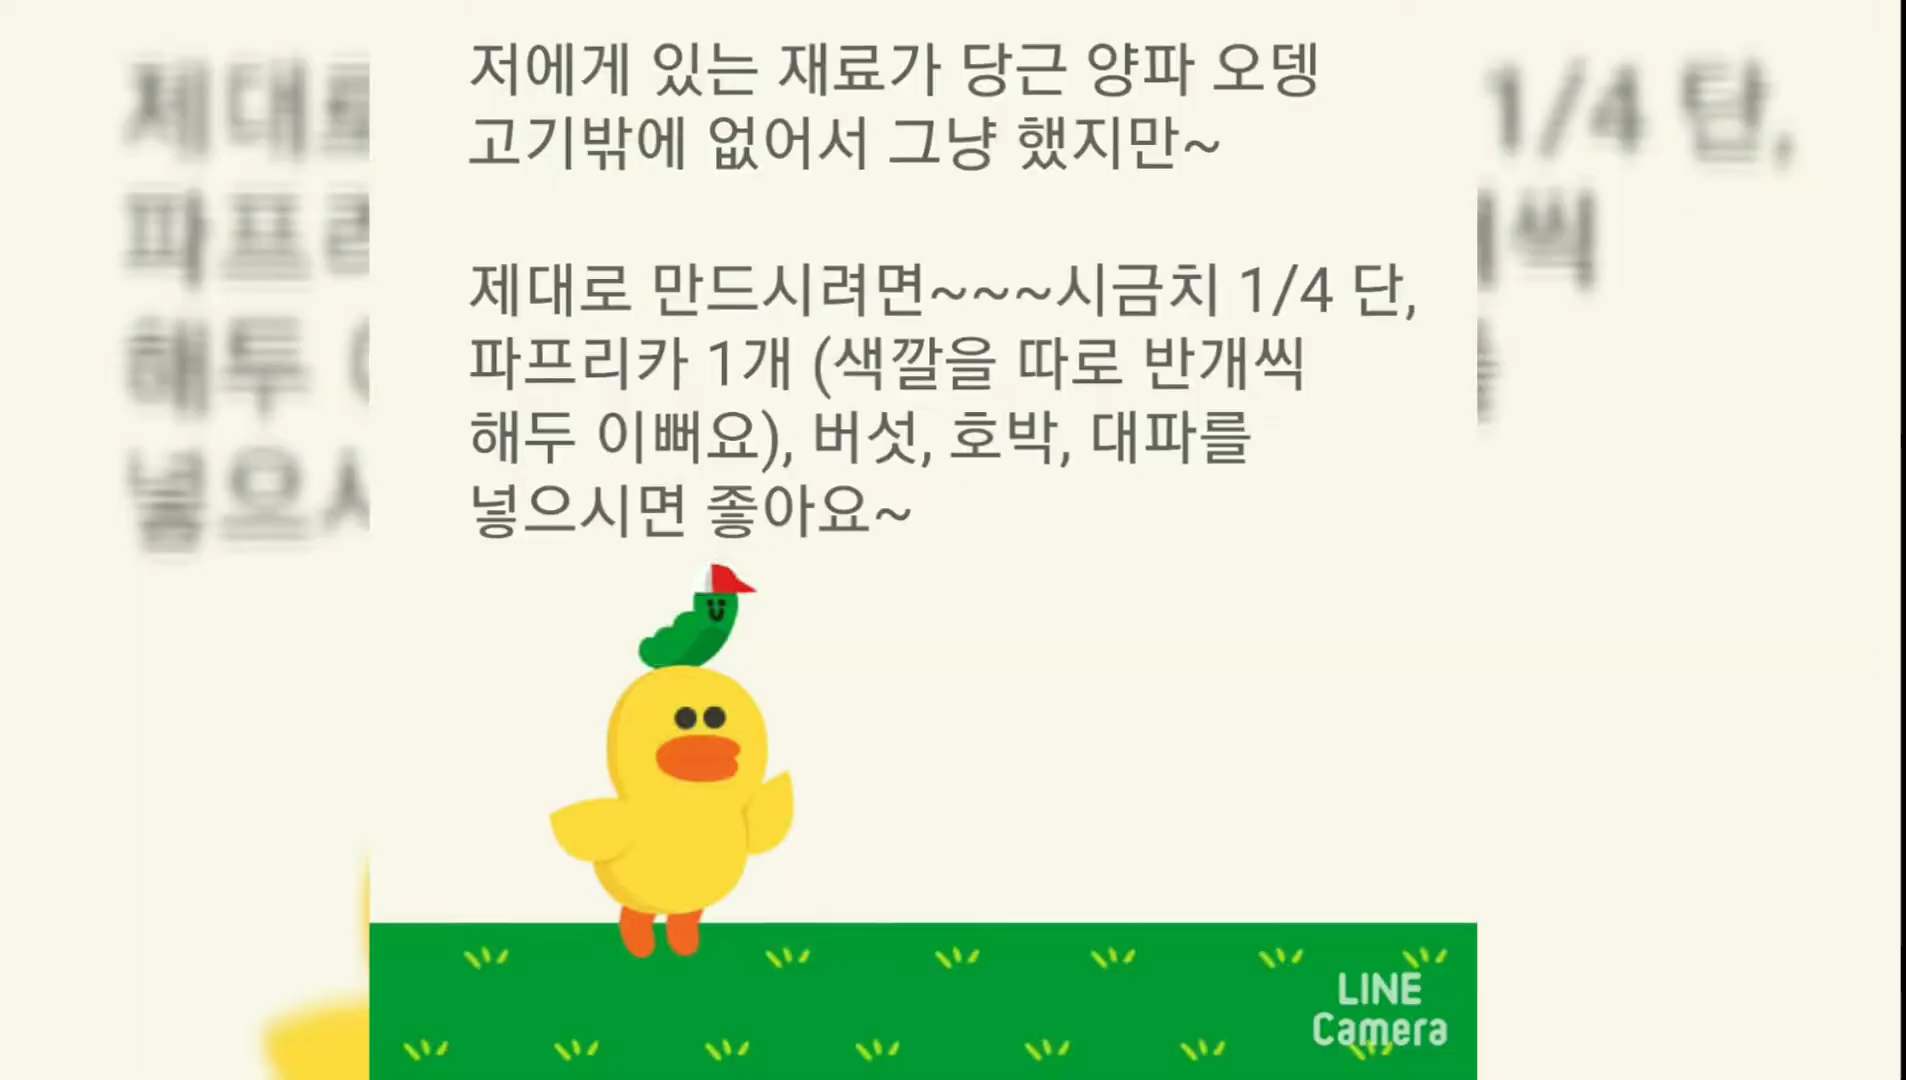 저에게 있는 재료가 당근 양파 오뎅
고기밖에 없어서 그냥 했지만~
제대로 만드시려면~~~시금치 1/4 단,
파프리카 1개 (색깔을 따로 반개씩
해두 이뻐요), 버섯, 호박, 대파를
넣으시면 좋아요~
LINE
Camera